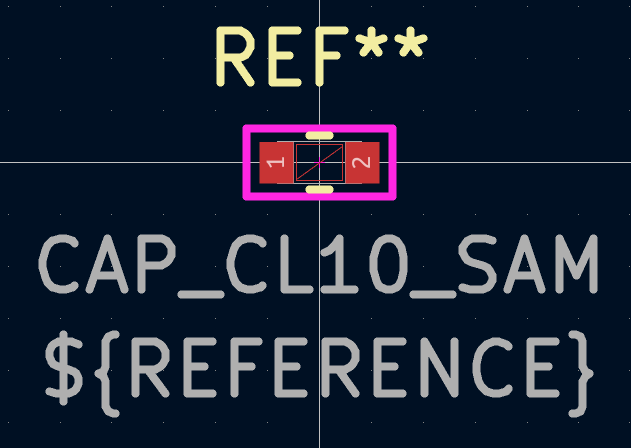 REF**
1 2
CAP_CL10_SAM
${REFERENCE}